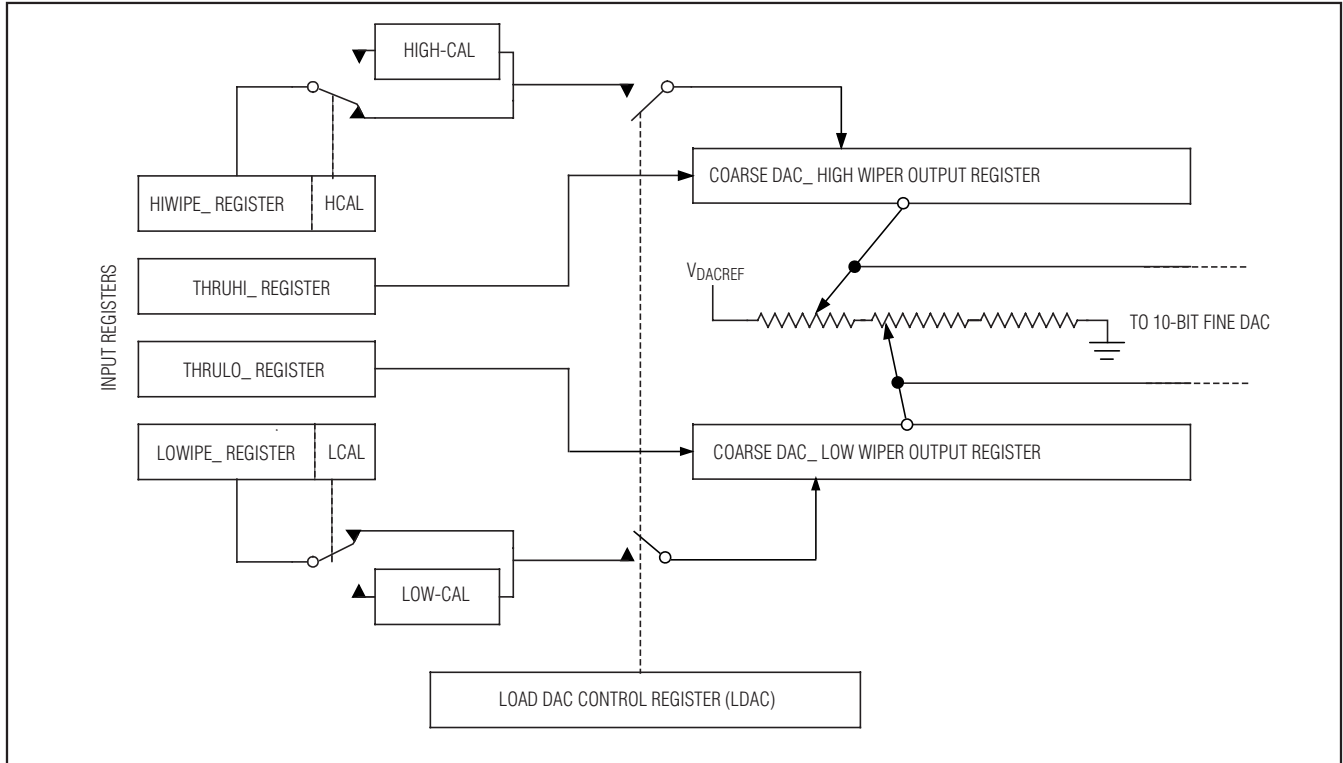 HIGH-CAL
HIWIPE_ REGISTER
HCAL
COARSE DAC_ HIGH WIPER OUTPUT REGISTER
INPUT REGISTERS
THRUHI_ REGISTER
VDACREF
TO 10-BIT FINE DAC
THRULO_ REGISTER
LOWIPE_ REGISTER
LCAL
COARSE DAC_ LOW WIPER OUTPUT REGISTER
LOW-CAL
LOAD DAC CONTROL REGISTER (LDAC)